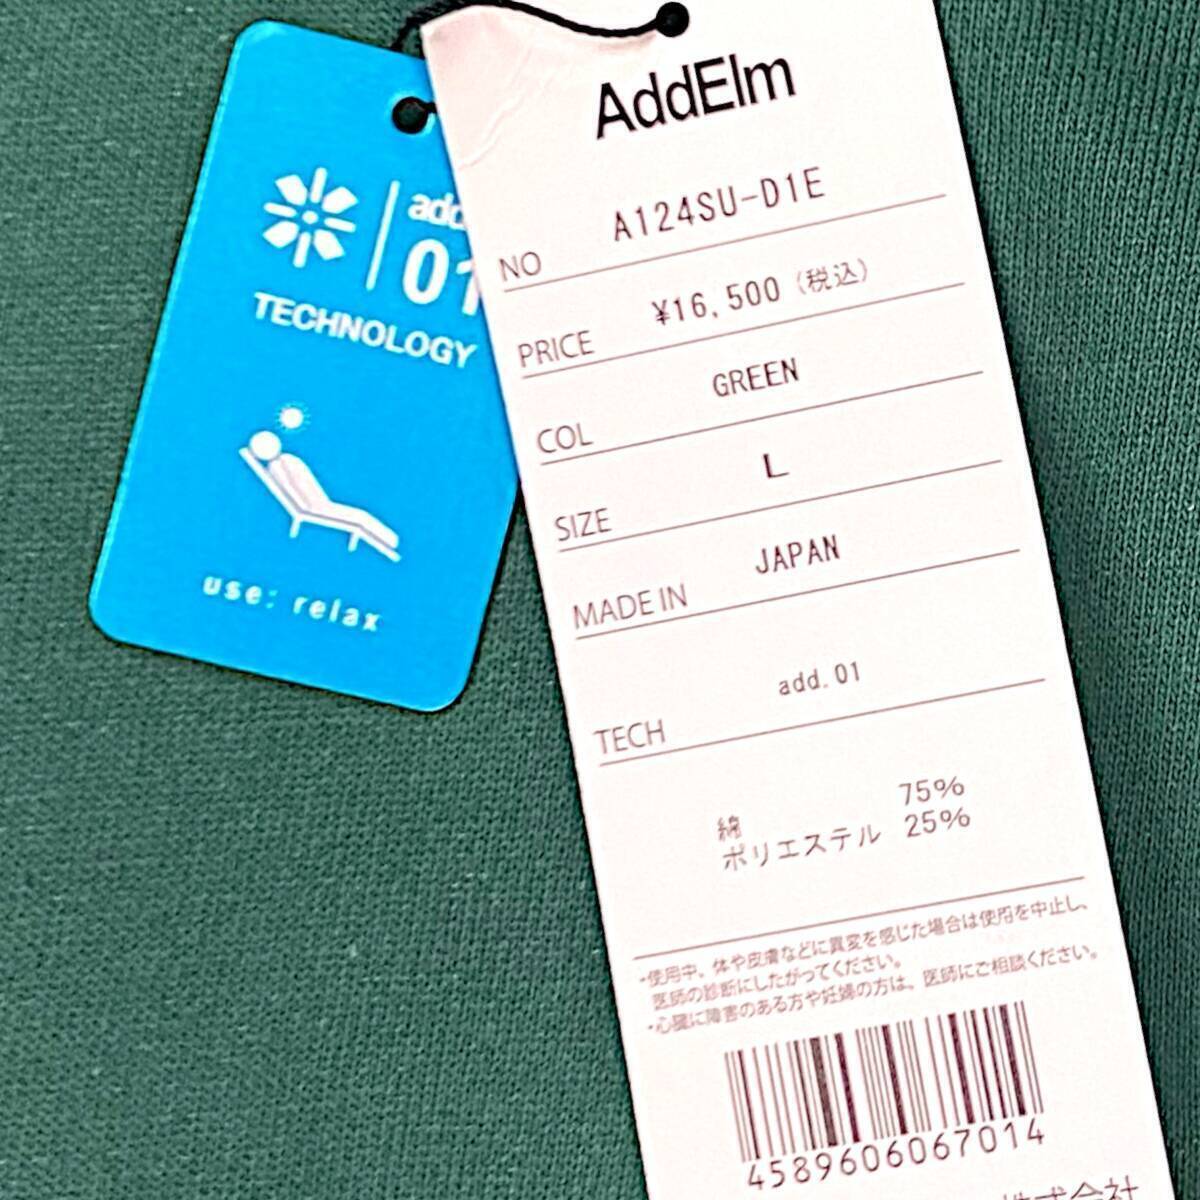 add
01
TECHNOLOGY
use: relax
AddElm
NO A124SU-D1E
PRICE ¥16,500 (税込)
COL GREEN
SIZE L
MADE IN JAPAN
TECH add.01
綿 75%
ポリエステル 25%
・使用中、体や皮膚などに異変を感じた場合は使用を中止し、
医師の診断にしたがってください。
・心臓に障害のある方や妊婦の方は、医師にご相談ください。
4589606067014
株式会社